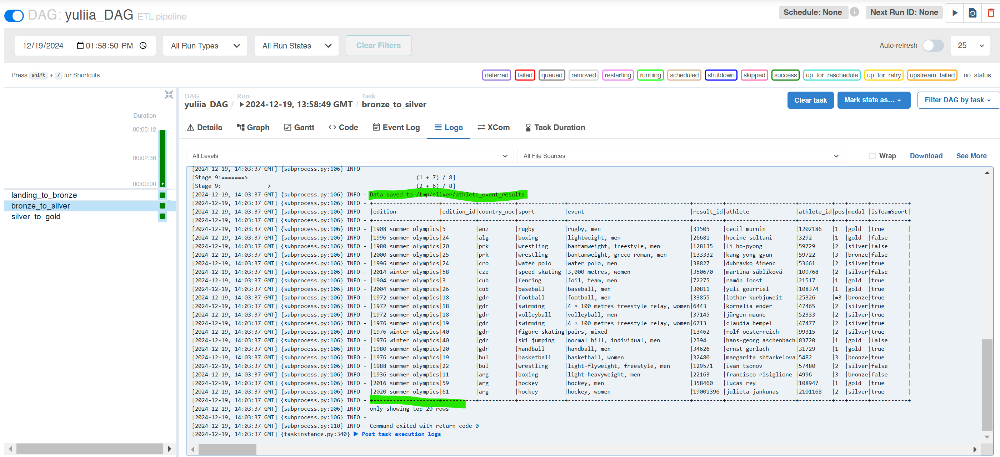 DAG: yuliia_DAG ETL pipeline
Schedule: None
Next Run ID: None
12/19/2024 01:58:50 PM
All Run Types
All Run States
Clear Filters
Auto-refresh
25
Press shift + / for Shortcuts
deferred failed queued removed restarting running scheduled shutdown skipped success up_for_reschedule up_for_retry upstream_failed no_status
Duration
00:05:12
00:02:36
00:00:00
landing_to_bronze
bronze_to_silver
silver_to_gold
DAG Run Task
yuliia_DAG / 2024-12-19, 13:58:49 GMT / bronze_to_silver
Clear task
Mark state as...
Filter DAG by task
Details Graph Gantt <> Code Event Log Logs XCom Task Duration
All Levels
All File Sources
Wrap
Download
See More
[2024-12-19, 14:03:37 GMT] {subprocess.py:106} INFO -
[Stage 9:=======> (1 + 7) / 8]
[Stage 9:==============> (2 + 6) / 8]
[2024-12-19, 14:03:37 GMT] {subprocess.py:106} INFO - Data saved to /tmp/silver/athlete_event_results
[2024-12-19, 14:03:37 GMT] {subprocess.py:106} INFO - +--------------------+----------+-----------+--------------+-------------------------------------+---------+---------------------+----------+---+------+-----------+
[2024-12-19, 14:03:37 GMT] {subprocess.py:106} INFO - |edition |edition_id|country_noc|sport |event |result_id|athlete |athlete_id|pos|medal |isTeamSport|
[2024-12-19, 14:03:37 GMT] {subprocess.py:106} INFO - +--------------------+----------+-----------+--------------+-------------------------------------+---------+---------------------+----------+---+------+-----------+
[2024-12-19, 14:03:37 GMT] {subprocess.py:106} INFO - |1908 summer olympics|5 |anz |rugby |rugby, men |31505 |cecil murnin |1202186 |1 |gold |true |
[2024-12-19, 14:03:37 GMT] {subprocess.py:106} INFO - |1996 summer olympics|24 |alg |boxing |lightweight, men |26681 |hocine soltani |3292 |1 |gold |false |
[2024-12-19, 14:03:37 GMT] {subprocess.py:106} INFO - |1980 summer olympics|20 |prk |wrestling |bantamweight, freestyle, men |128135 |li ho-pyong |59729 |2 |silver|false |
[2024-12-19, 14:03:37 GMT] {subprocess.py:106} INFO - |2000 summer olympics|25 |prk |wrestling |bantamweight, greco-roman, men |133332 |kang yong-gyun |59722 |3 |bronze|false |
[2024-12-19, 14:03:37 GMT] {subprocess.py:106} INFO - |1996 summer olympics|24 |cro |water polo |water polo, men |38827 |dubravko šimenc |53661 |2 |silver|true |
[2024-12-19, 14:03:37 GMT] {subprocess.py:106} INFO - |2014 winter olympics|58 |cze |speed skating |3,000 metres, women |350670 |martina sáblíková |109768 |2 |silver|false |
[2024-12-19, 14:03:37 GMT] {subprocess.py:106} INFO - |1904 summer olympics|3 |cub |fencing |foil, team, men |72275 |ramón fonst |21517 |1 |gold |true |
[2024-12-19, 14:03:37 GMT] {subprocess.py:106} INFO - |2004 summer olympics|26 |cub |baseball |baseball, men |30811 |yuli gourriel |108374 |1 |gold |true |
[2024-12-19, 14:03:37 GMT] {subprocess.py:106} INFO - |1972 summer olympics|18 |gdr |football |football, men |33855 |lothar kurbjuweit |25326 |=3 |bronze|true |
[2024-12-19, 14:03:37 GMT] {subprocess.py:106} INFO - |1972 summer olympics|18 |gdr |swimming |4 × 100 metres freestyle relay, women|6443 |kornelia ender |47465 |2 |silver|true |
[2024-12-19, 14:03:37 GMT] {subprocess.py:106} INFO - |1972 summer olympics|18 |gdr |volleyball |volleyball, men |37145 |jürgen maune |52333 |2 |silver|true |
[2024-12-19, 14:03:37 GMT] {subprocess.py:106} INFO - |1976 summer olympics|19 |gdr |swimming |4 × 100 metres freestyle relay, women|6713 |claudia hempel |47477 |2 |silver|true |
[2024-12-19, 14:03:37 GMT] {subprocess.py:106} INFO - |1976 winter olympics|40 |gdr |figure skating|pairs, mixed |13462 |rolf oesterreich |99315 |2 |silver|true |
[2024-12-19, 14:03:37 GMT] {subprocess.py:106} INFO - |1976 winter olympics|40 |gdr |ski jumping |normal hill, individual, men |2394 |hans-georg aschenbach|83720 |1 |gold |false |
[2024-12-19, 14:03:37 GMT] {subprocess.py:106} INFO - |1980 summer olympics|20 |gdr |handball |handball, men |34626 |ernst gerlach |31729 |1 |gold |true |
[2024-12-19, 14:03:37 GMT] {subprocess.py:106} INFO - |1976 summer olympics|19 |bul |basketball |basketball, women |32480 |margarita shtarkelova|5482 |3 |bronze|true |
[2024-12-19, 14:03:37 GMT] {subprocess.py:106} INFO - |1988 summer olympics|22 |bul |wrestling |light-flyweight, freestyle, men |129571 |ivan tsonov |57480 |2 |silver|false |
[2024-12-19, 14:03:37 GMT] {subprocess.py:106} INFO - |1936 summer olympics|11 |arg |boxing |light-heavyweight, men |22163 |francisco risiglione |4996 |3 |bronze|false |
[2024-12-19, 14:03:37 GMT] {subprocess.py:106} INFO - |2016 summer olympics|59 |arg |hockey |hockey, men |358460 |lucas rey |108947 |1 |gold |true |
[2024-12-19, 14:03:37 GMT] {subprocess.py:106} INFO - |2020 summer olympics|61 |arg |hockey |hockey, women |19001396 |julieta jankunas |2101168 |2 |silver|true |
[2024-12-19, 14:03:37 GMT] {subprocess.py:106} INFO - +--------------------+----------+-----------+--------------+-------------------------------------+---------+---------------------+----------+---+------+-----------+
[2024-12-19, 14:03:37 GMT] {subprocess.py:106} INFO - only showing top 20 rows
[2024-12-19, 14:03:37 GMT] {subprocess.py:106} INFO -
[2024-12-19, 14:03:37 GMT] {subprocess.py:110} INFO - Command exited with return code 0
[2024-12-19, 14:03:37 GMT] {taskinstance.py:340} ▶ Post task execution logs